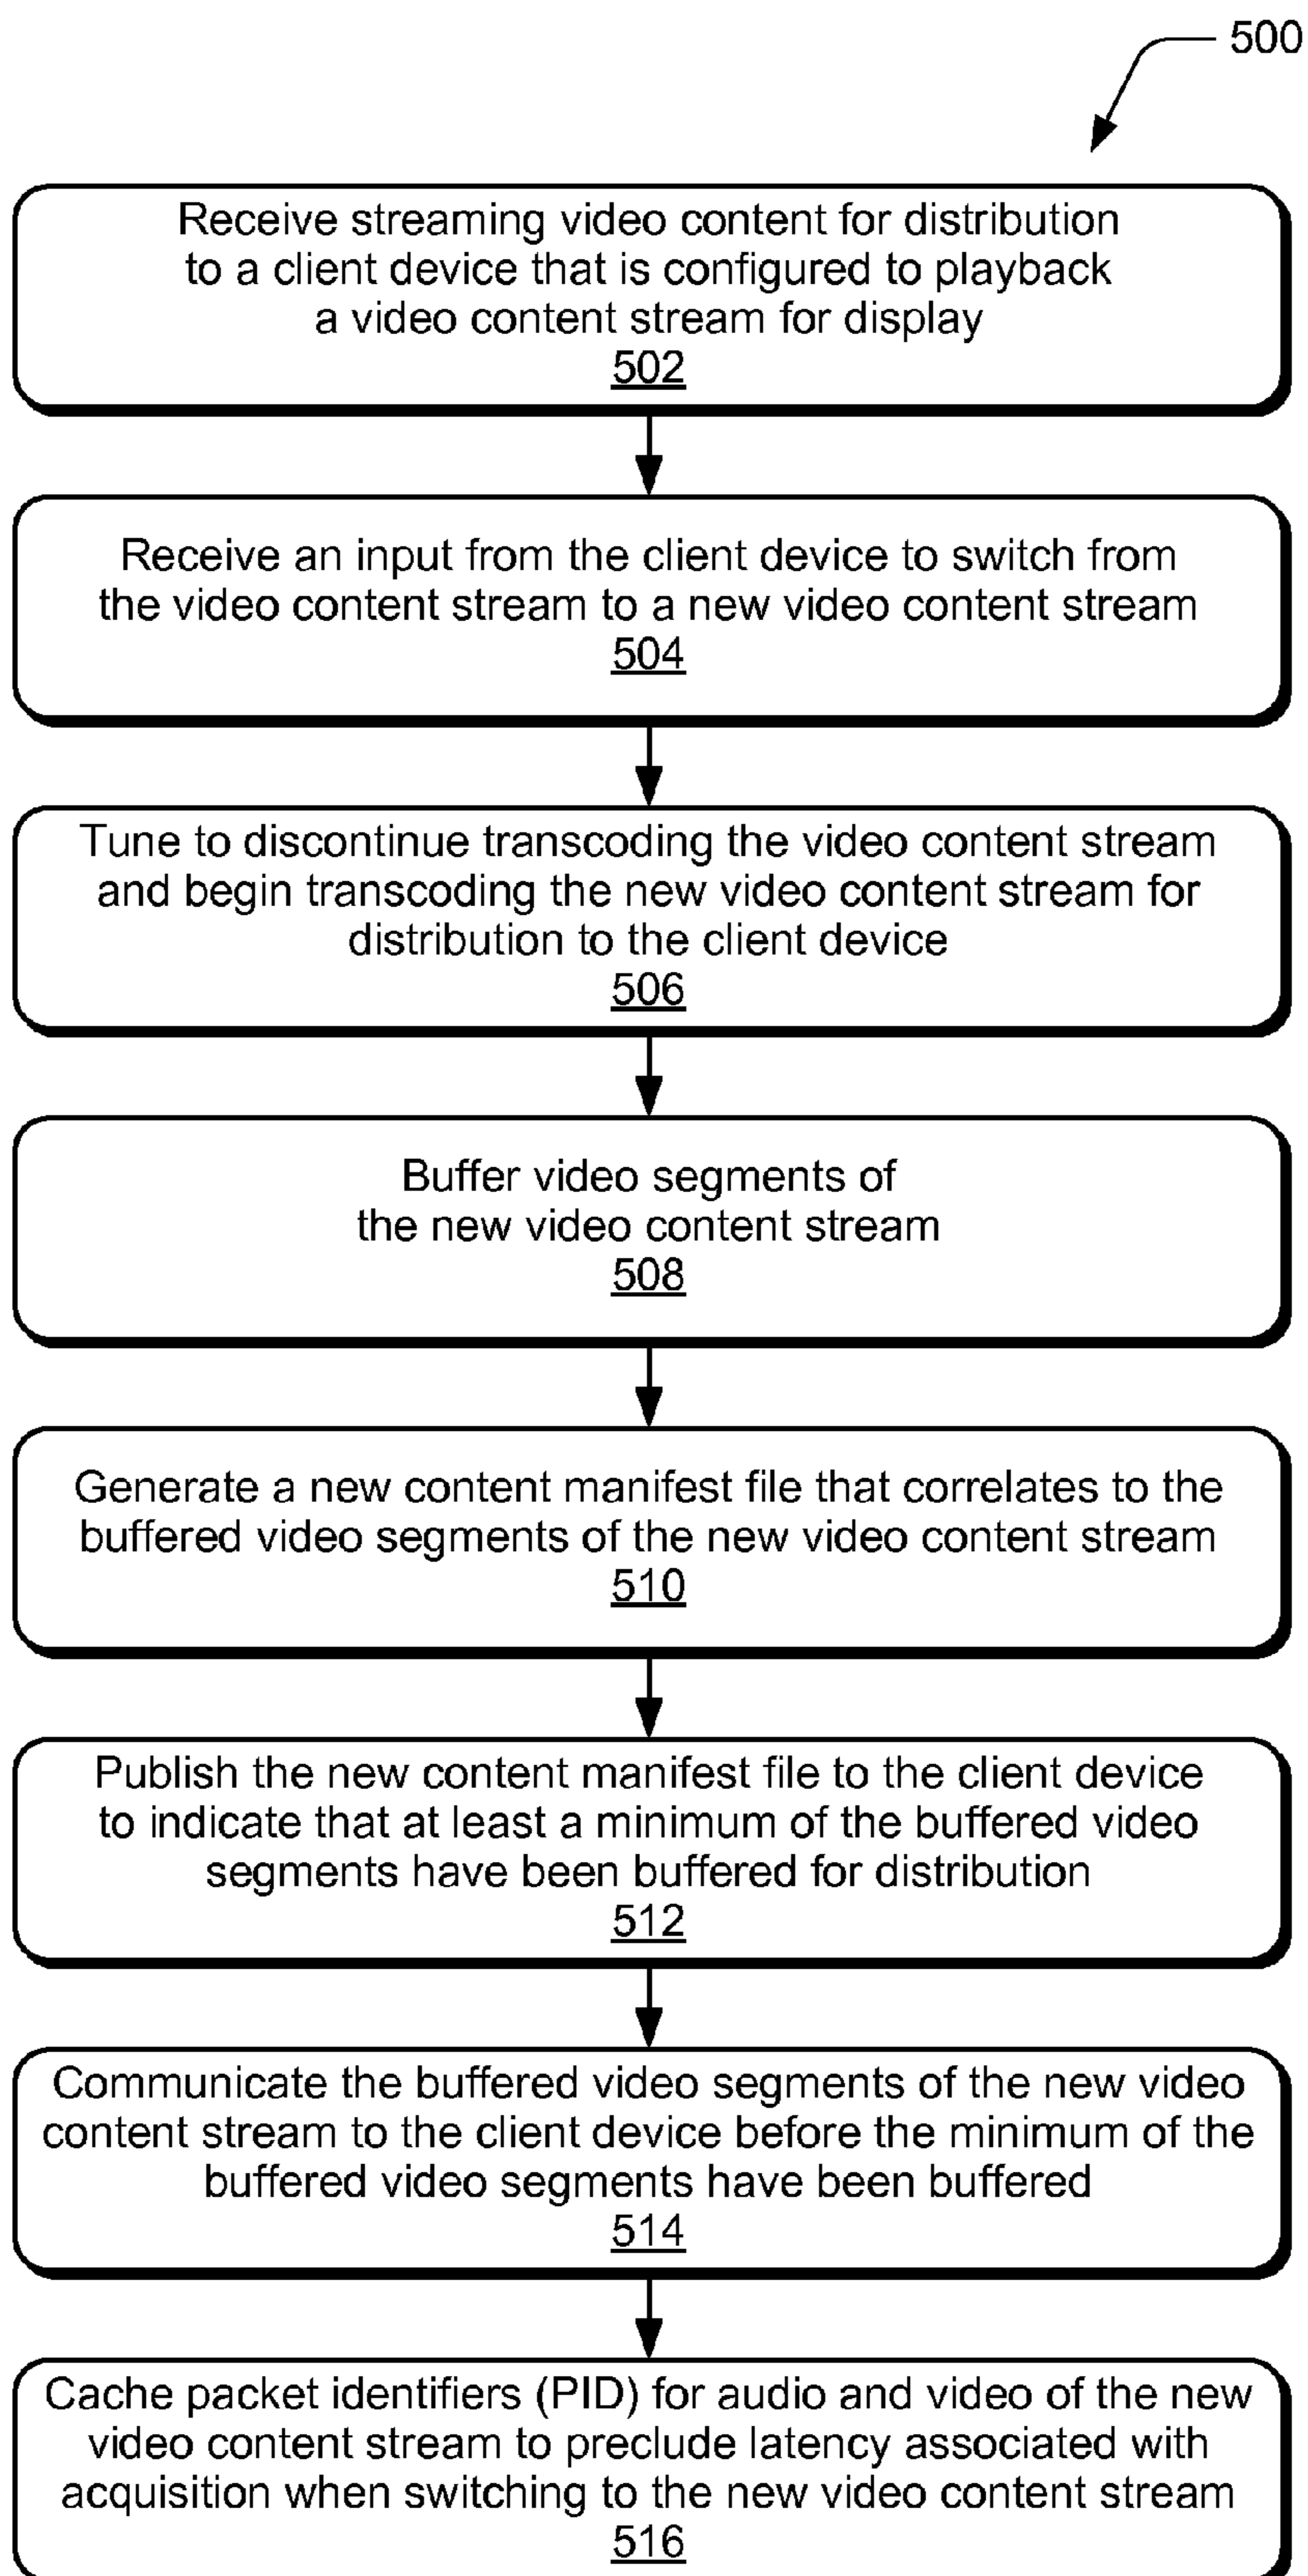 500
Receive streaming video content for distribution
to a client device that is configured to playback
a video content stream for display
502
Receive an input from the client device to switch from
the video content stream to a new video content stream
504
Tune to discontinue transcoding the video content stream
and begin transcoding the new video content stream for
distribution to the client device
506
Buffer video segments of
the new video content stream
508
Generate a new content manifest file that correlates to the
buffered video segments of the new video content stream
510
Publish the new content manifest file to the client device
to indicate that at least a minimum of the buffered video
segments have been buffered for distribution
512
Communicate the buffered video segments of the new video
content stream to the client device before the minimum of the
buffered video segments have been buffered
514
Cache packet identifiers (PID) for audio and video of the new
video content stream to preclude latency associated with
acquisition when switching to the new video content stream
516